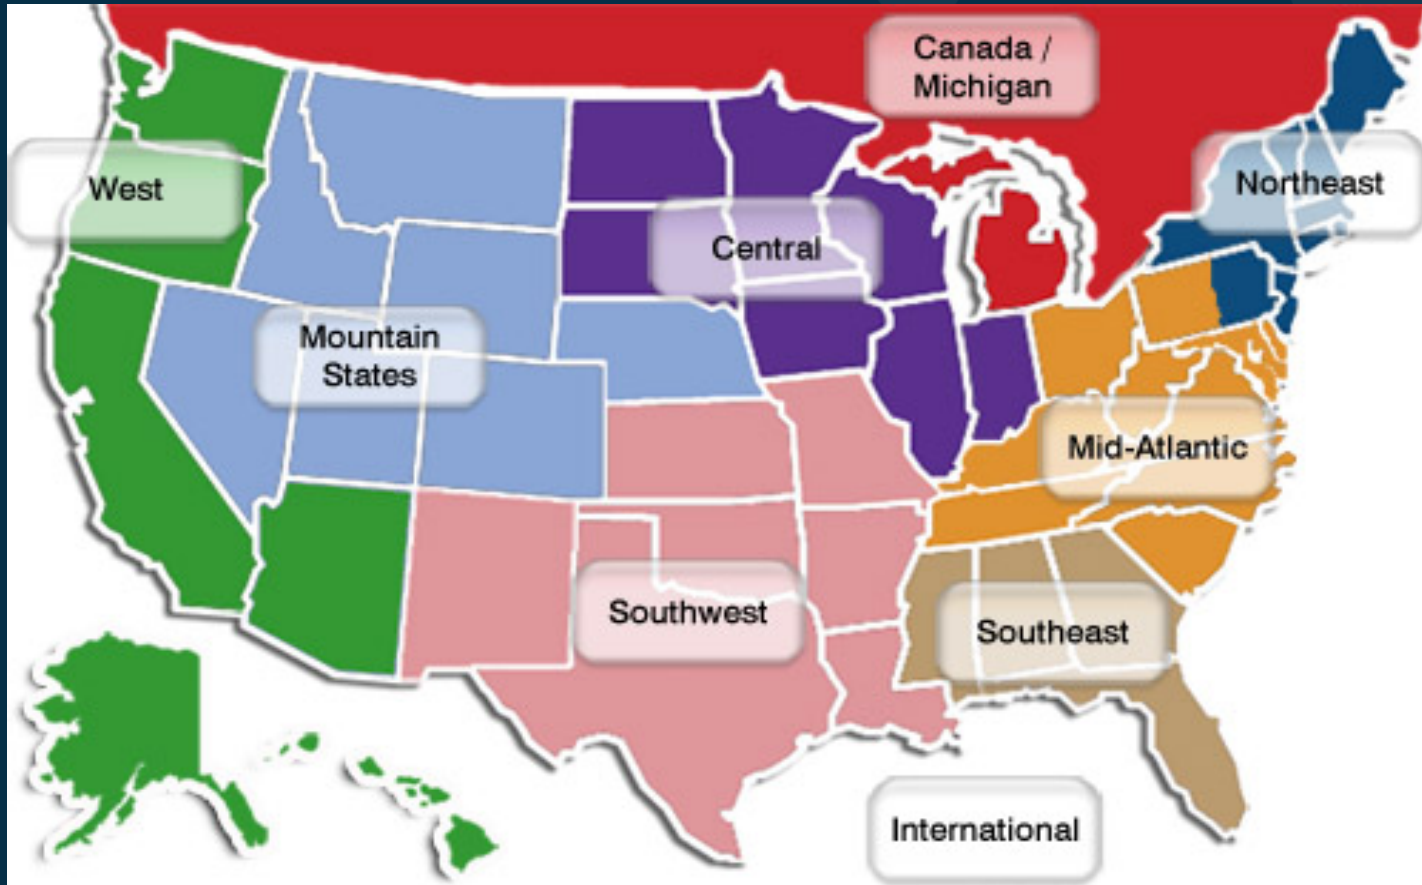 Canada /
Michigan
West
Northeast
Central
Mountain
States
Mid-Atlantic
Southwest
Southeast
International